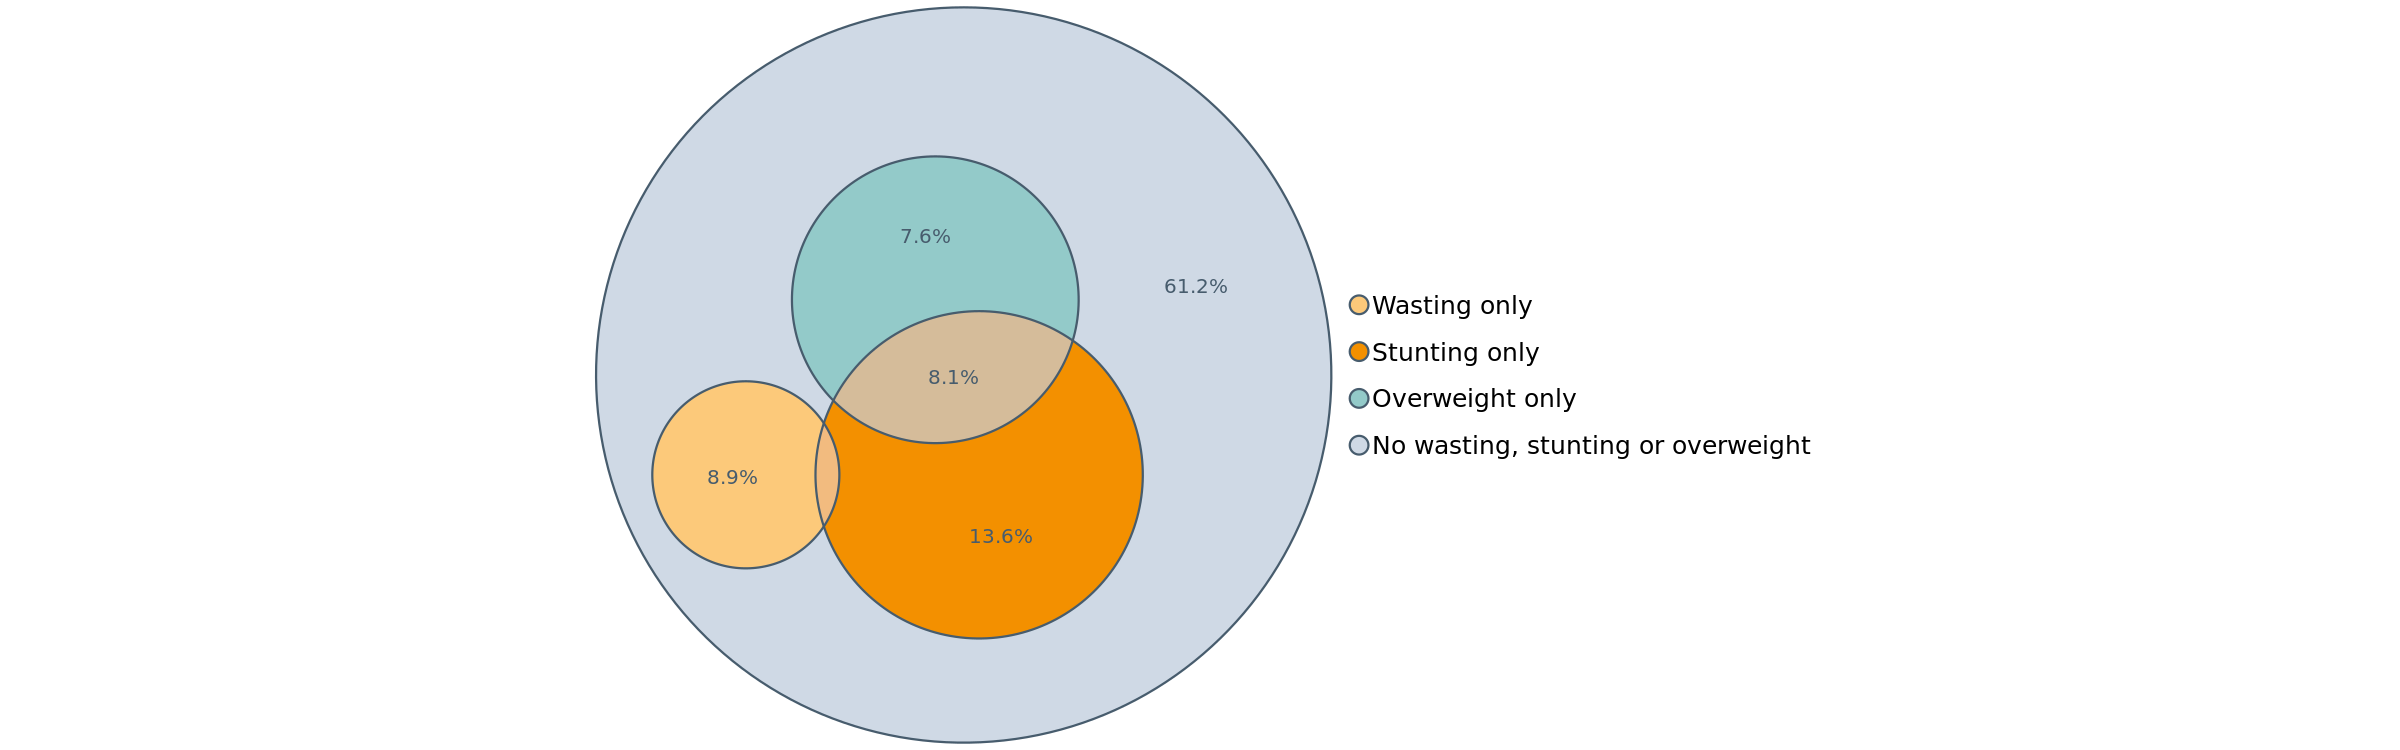 7.6%
61.2%
8.1%
8.9%
13.6%
Wasting only
Stunting only
Overweight only
No wasting, stunting or overweight